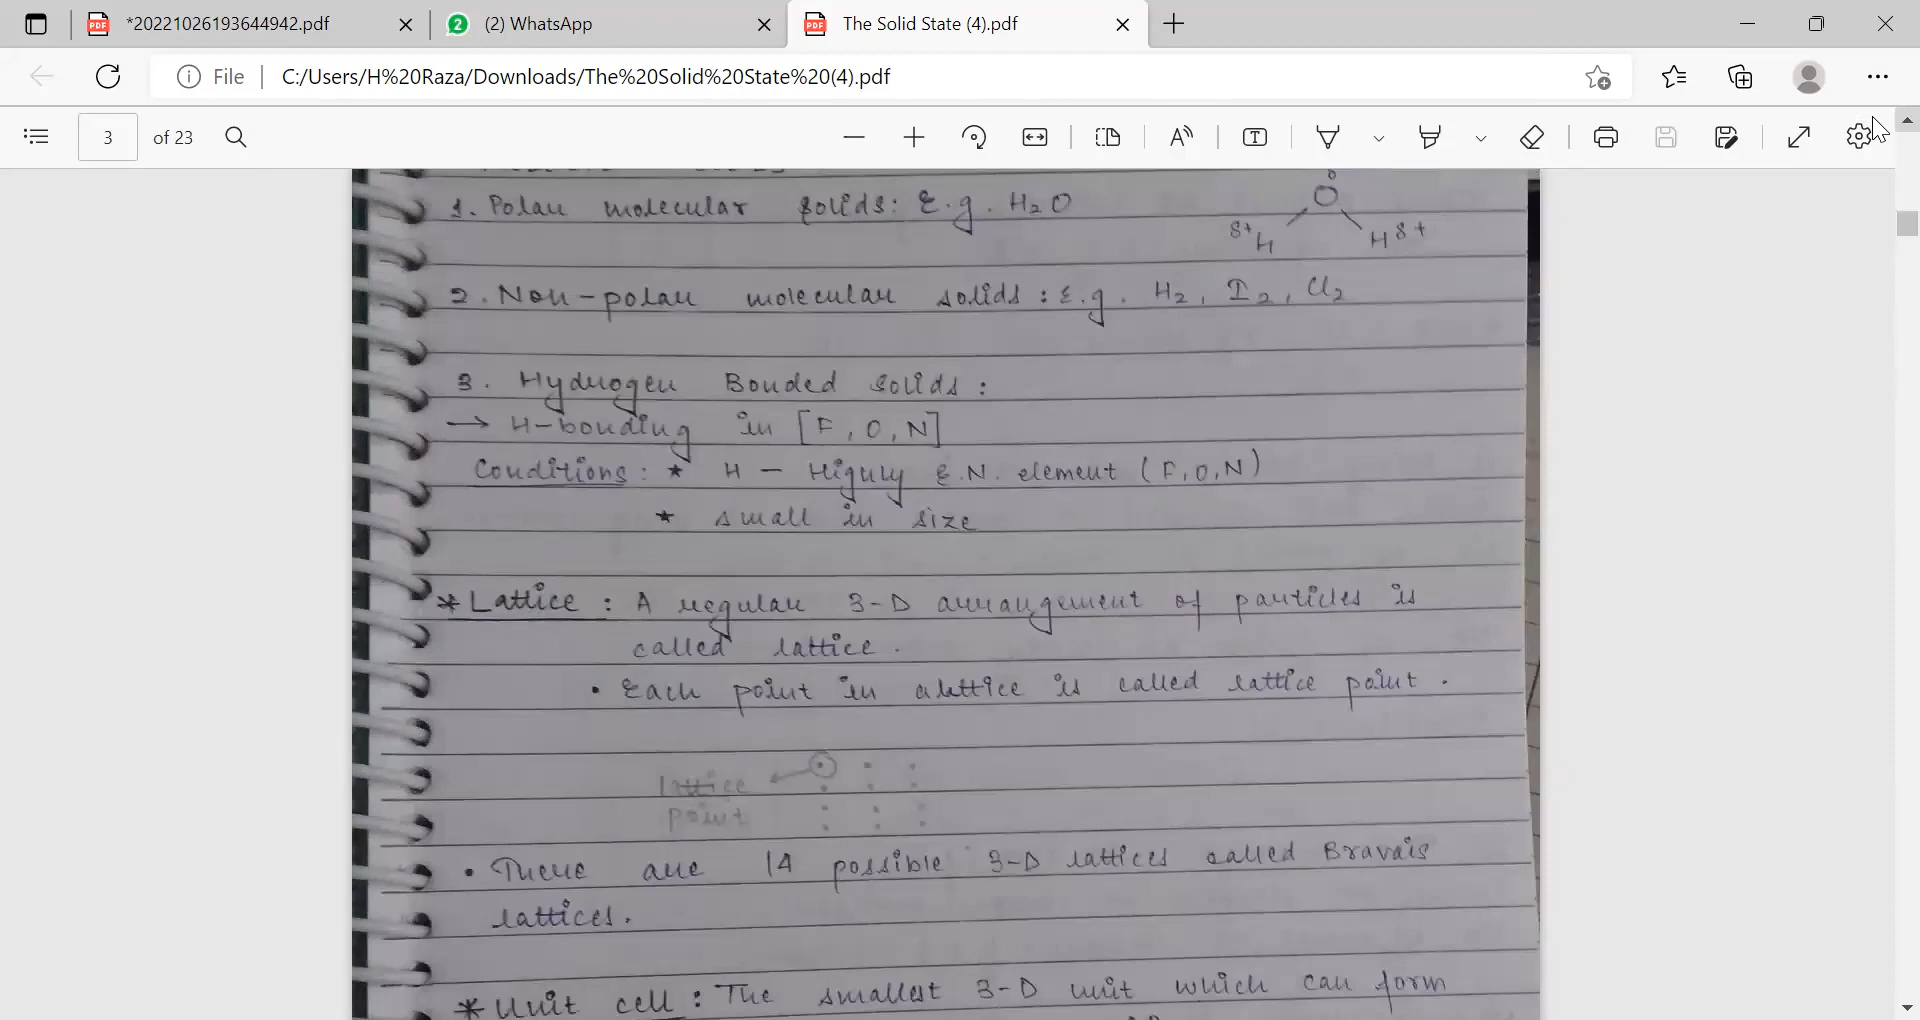 *20221026193644942.pdf
(2) WhatsApp
The Solid State (4).pdf
File
C:/Users/H%20Raza/Downloads/The%20Solid%20State%20(4).pdf
3 of 23
1. Polar molecular solids: E.g. H2O
O
δ+H Hδ+
2. Non-polar molecular solids: E.g. H2, I2, Cl2
3. Hydrogen Bonded solids:
→ H-bonding in [F, O, N]
Conditions: * H — Highly E.N. element (F, O, N)
* small in size
* Lattice : A regular 3-D arrangement of particles is
called lattice.
• Each point in a lattice is called lattice point.
lattice
point
• There are 14 possible 3-D lattices called Bravais
lattices.
* Unit cell : The smallest 3-D unit which can form